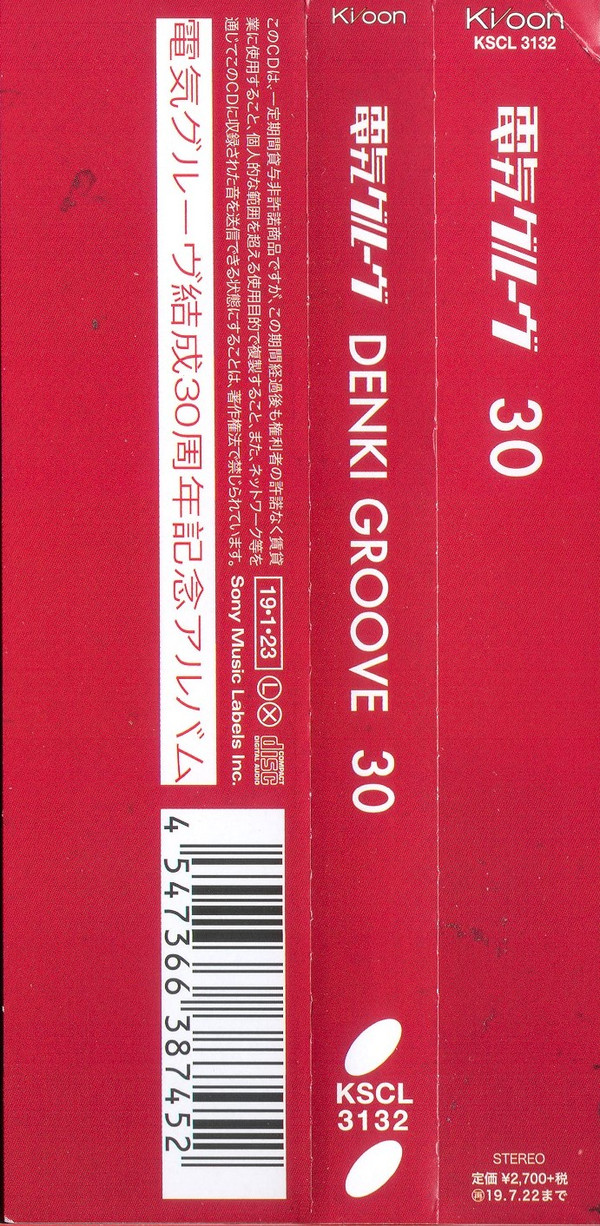 Ki/oon
KSCL 3132
電気グルーヴ 30
STEREO
定価 ¥2,700+税
再19.7.22まで
Ki/oon
電気グルーヴ DENKI GROOVE 30
KSCL
3132
このCDは、一定期間貸与非許諾商品ですが、この期間経過後も権利者の許諾なく賃貸
業に使用すること、個人的な範囲を超える使用目的で複製すること、また、ネットワーク等を
通じてこのCDに収録された音を送信できる状態にすることは、著作権法で禁じられています。
19•1•23 L X
COMPACT
disc
DIGITAL AUDIO
Sony Music Labels Inc.
電気グルーヴ結成30周年記念アルバム
4 547366 387452